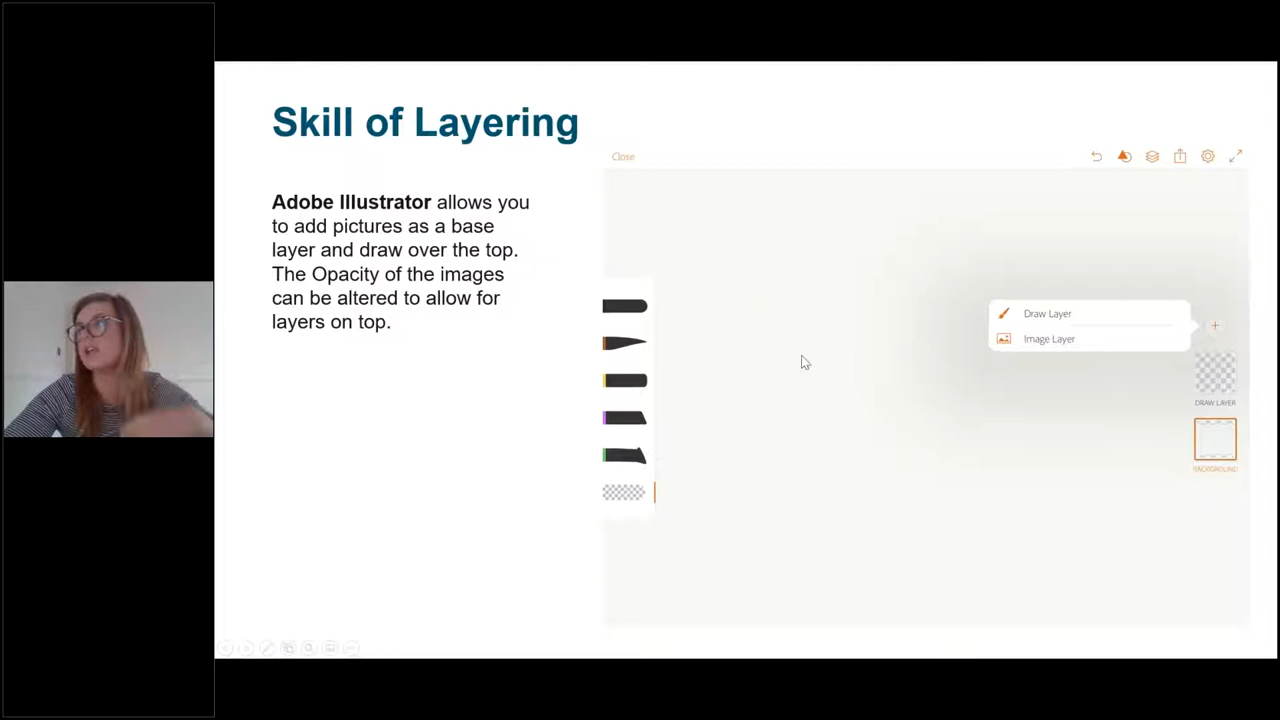 Skill of Layering
Close
Adobe Illustrator allows you
to add pictures as a base
layer and draw over the top.
The Opacity of the images
can be altered to allow for
layers on top.
Draw Layer
Image Layer
DRAW LAYER
BACKGROUND